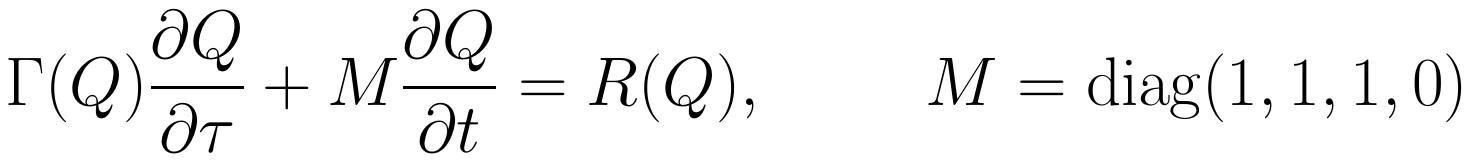 Γ(Q)∂Q/∂τ + M∂Q/∂t = R(Q), M = diag(1, 1, 1, 0)